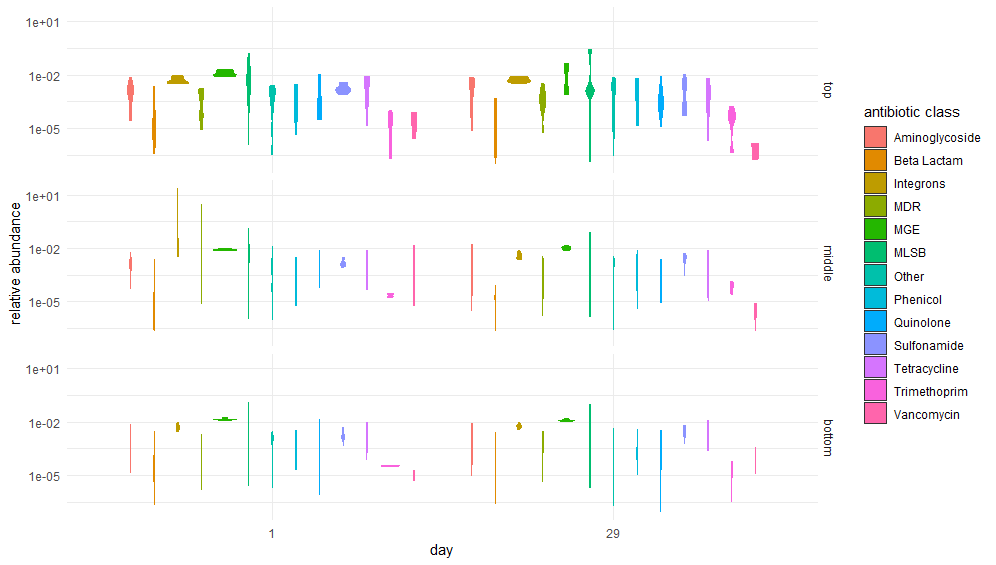 1e+01
1e-02
1e-05
top
1e+01
1e-02
1e-05
middle
1e+01
1e-02
1e-05
bottom
relative abundance
1
29
day
antibiotic class
Aminoglycoside
Beta Lactam
Integrons
MDR
MGE
MLSB
Other
Phenicol
Quinolone
Sulfonamide
Tetracycline
Trimethoprim
Vancomycin